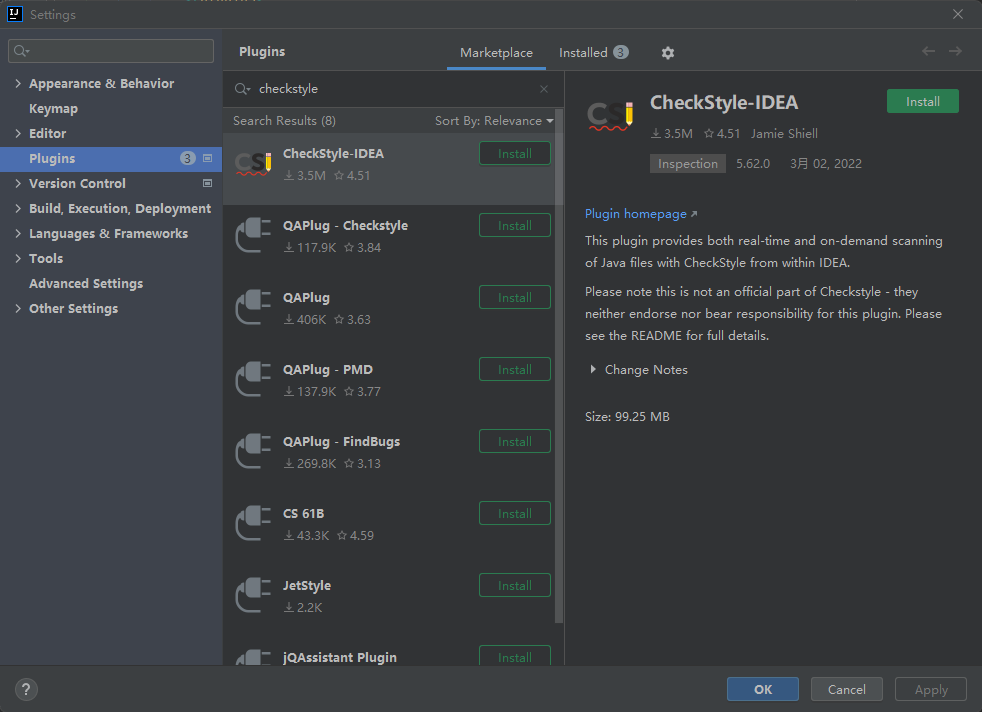 Settings
Plugins
Marketplace
Installed 3
Appearance & Behavior
Keymap
Editor
Plugins 3
Version Control
Build, Execution, Deployment
Languages & Frameworks
Tools
Advanced Settings
Other Settings
checkstyle
Search Results (8)
Sort By: Relevance
CheckStyle-IDEA
3.5M 4.51
Install
QAPlug - Checkstyle
117.9K 3.84
Install
QAPlug
406K 3.63
Install
QAPlug - PMD
137.9K 3.77
Install
QAPlug - FindBugs
269.8K 3.13
Install
CS 61B
43.3K 4.59
Install
JetStyle
2.2K
Install
jQAssistant Plugin
Install
CheckStyle-IDEA
Install
3.5M 4.51 Jamie Shiell
Inspection 5.62.0 3月 02, 2022
Plugin homepage
This plugin provides both real-time and on-demand scanning
of Java files with CheckStyle from within IDEA.
Please note this is not an official part of Checkstyle - they
neither endorse nor bear responsibility for this plugin. Please
see the README for full details.
Change Notes
Size: 99.25 MB
?
OK
Cancel
Apply